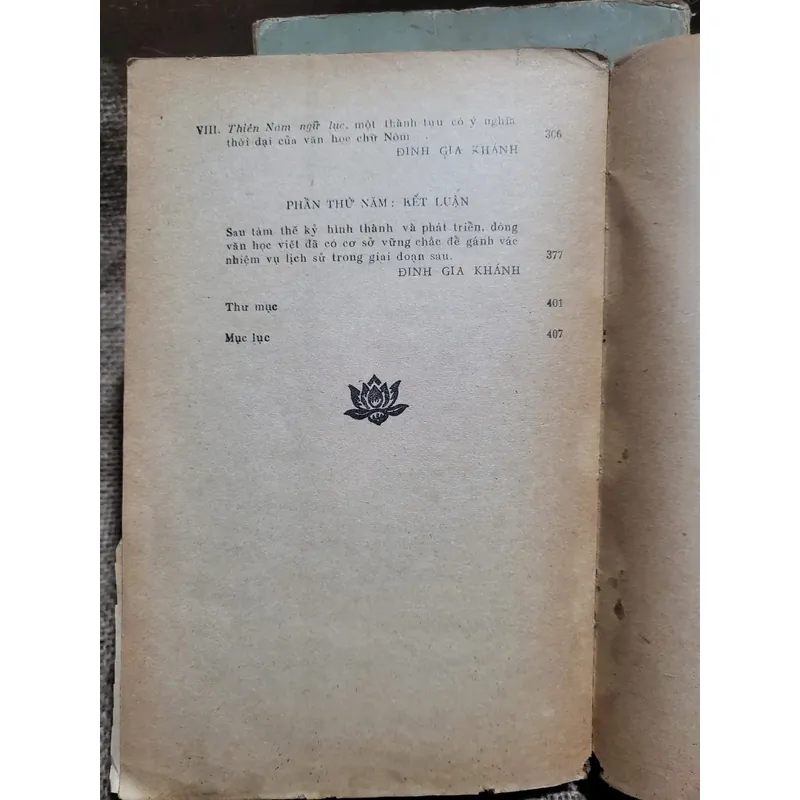 VIII. Thiên Nam ngữ lục, một thành tựu có ý nghĩa
thời đại của văn học chữ Nôm 306
ĐINH GIA KHÁNH
PHẦN THỨ NĂM: KẾT LUẬN
Sau tám thế kỷ hình thành và phát triển, dòng
văn học viết đã có cơ sở vững chắc để gánh vác
nhiệm vụ lịch sử trong giai đoạn sau. 377
ĐINH GIA KHÁNH
Thư mục 401
Mục lục 407